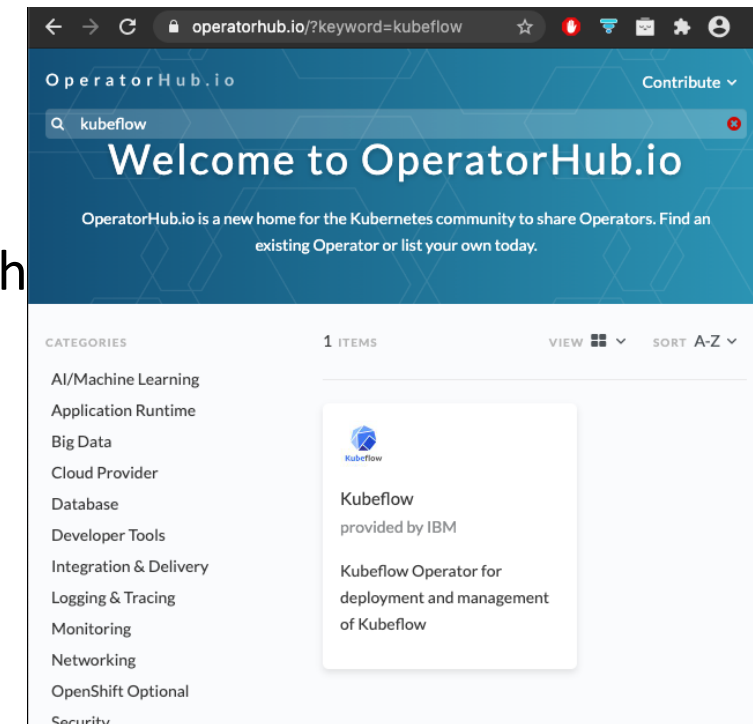 operatorhub.io/?keyword=kubeflow
OperatorHub.io
Contribute
kubeflow
Welcome to OperatorHub.io
OperatorHub.io is a new home for the Kubernetes community to share Operators. Find an
existing Operator or list your own today.
h
CATEGORIES
1 ITEMS
VIEW
SORT A-Z
AI/Machine Learning
Application Runtime
Big Data
Cloud Provider
Database
Developer Tools
Integration & Delivery
Logging & Tracing
Monitoring
Networking
OpenShift Optional
Security
Kubeflow
Kubeflow
provided by IBM
Kubeflow Operator for
deployment and management
of Kubeflow